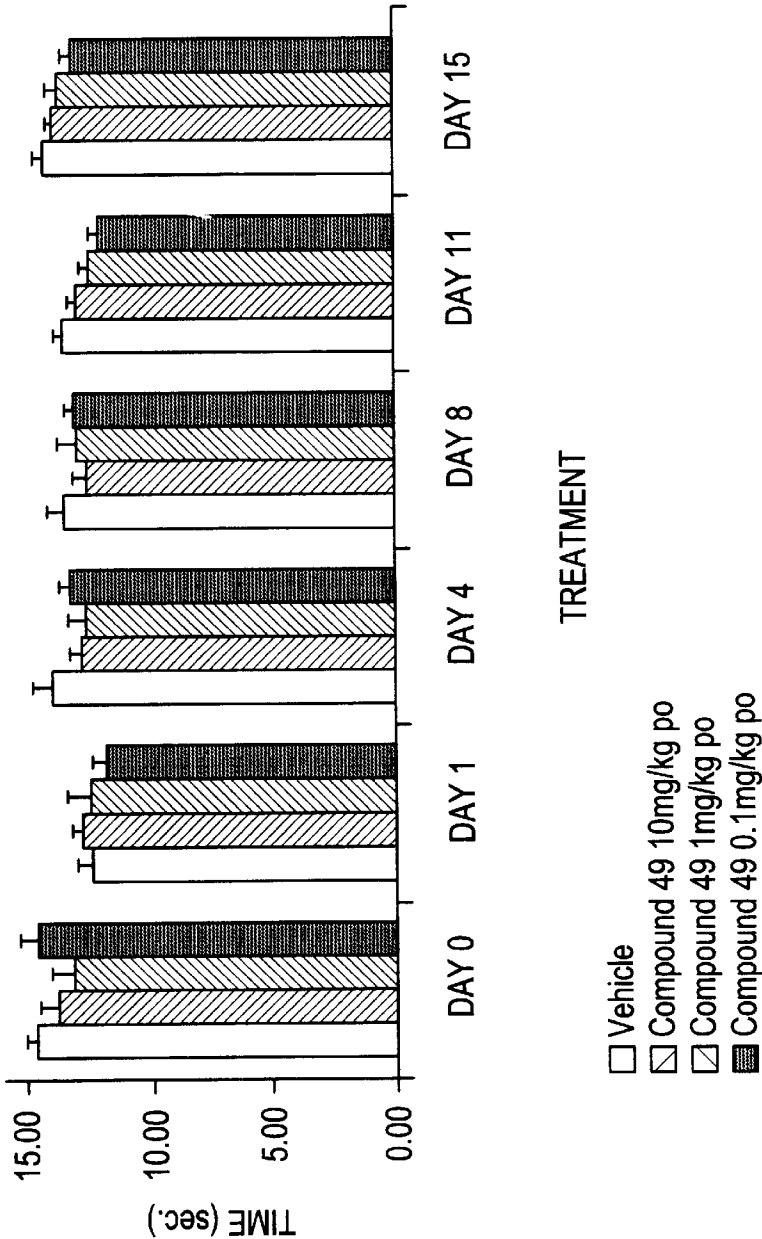 TIME (sec.)
15.00
10.00
5.00
0.00
DAY 0
DAY 1
DAY 4
DAY 8
DAY 11
DAY 15
TREATMENT
Vehicle
Compound 49 10mg/kg po
Compound 49 1mg/kg po
Compound 49 0.1mg/kg po